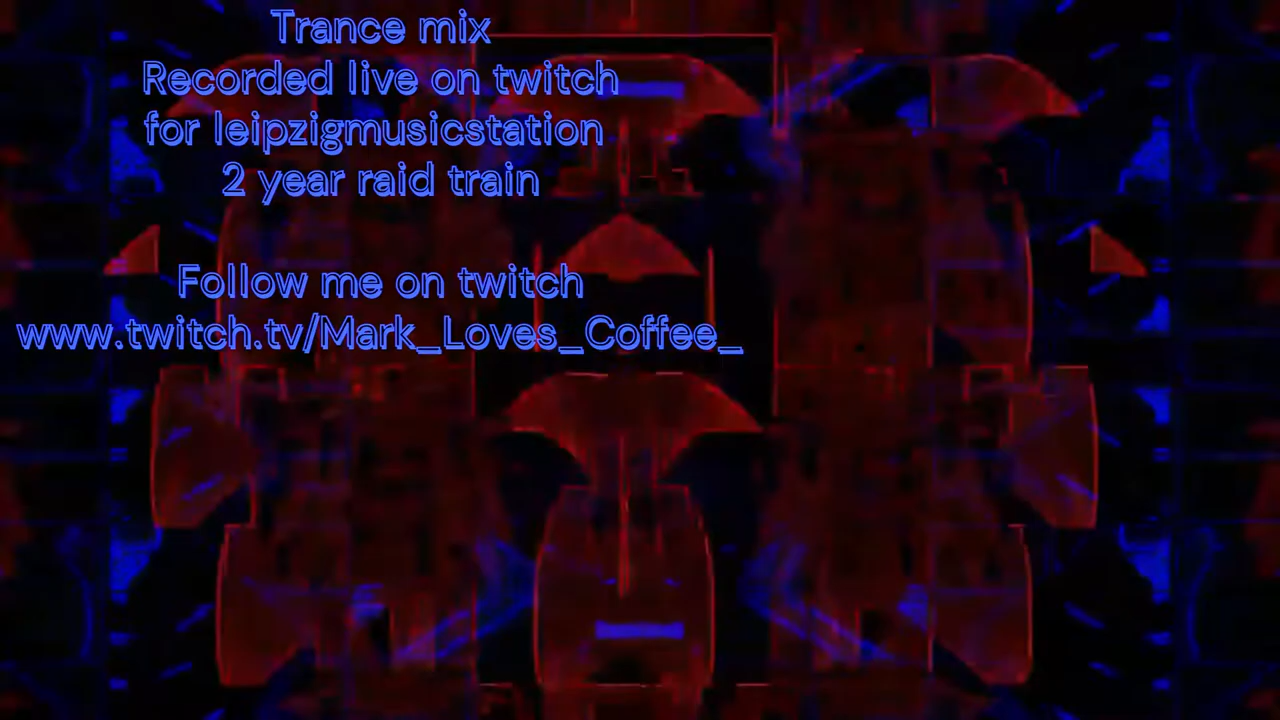 Trance mix
Recorded live on twitch
for leipzigmusicstation
2 year raid train
Follow me on twitch
www.twitch.tv/Mark_Loves_Coffee_